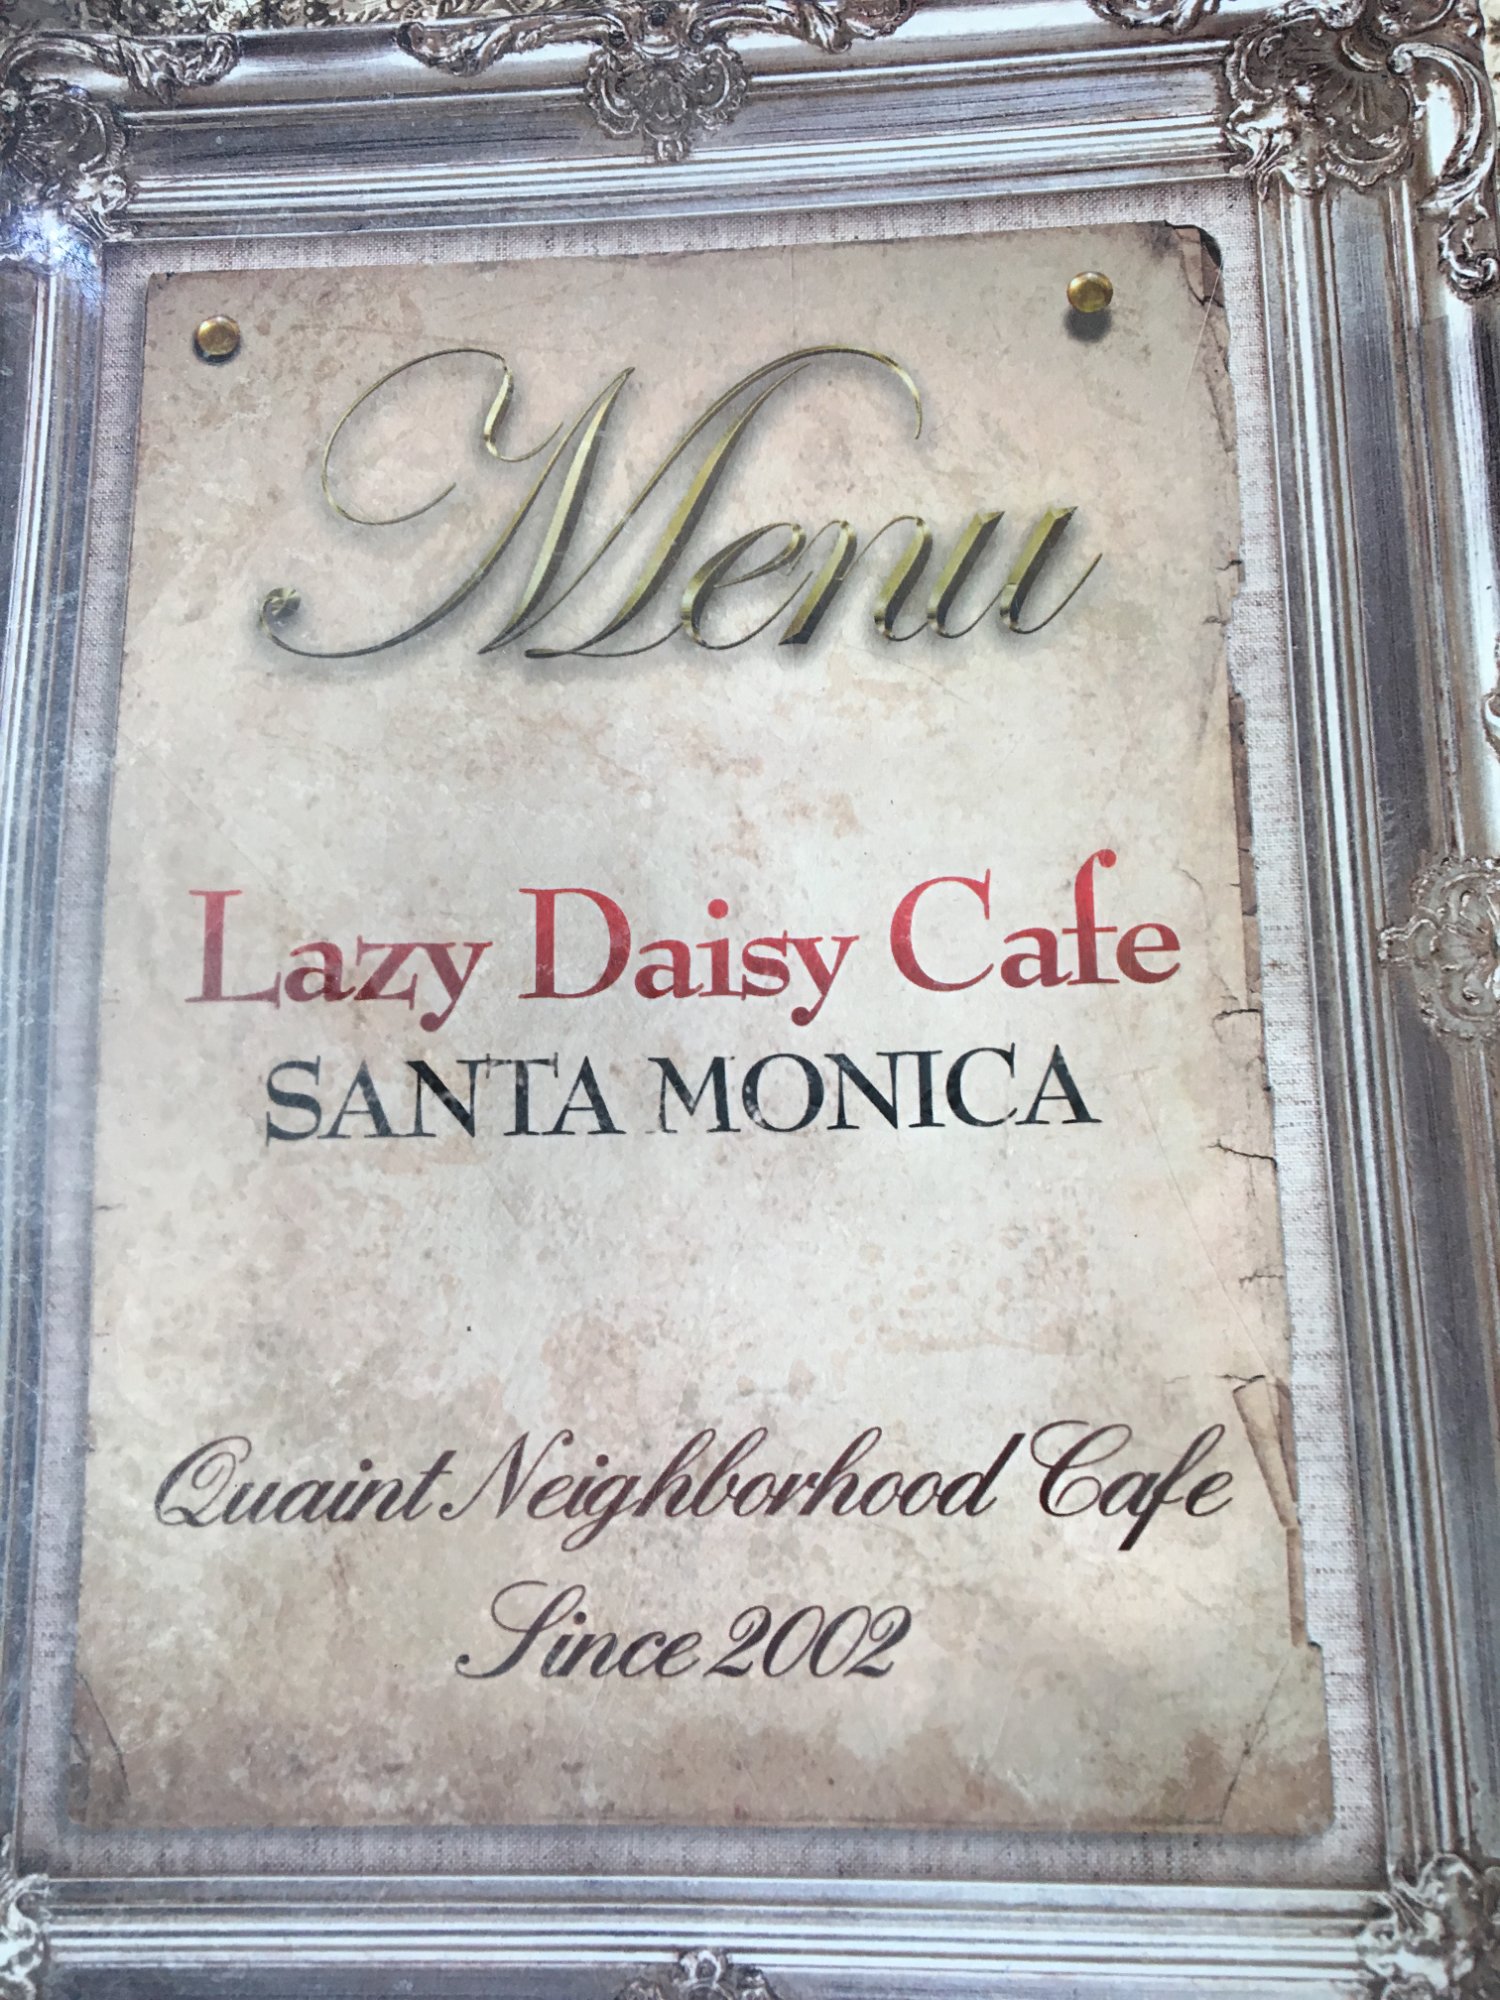 Menu
Lazy Daisy Cafe
SANTA MONICA
Quaint Neighborhood Cafe
Since 2002